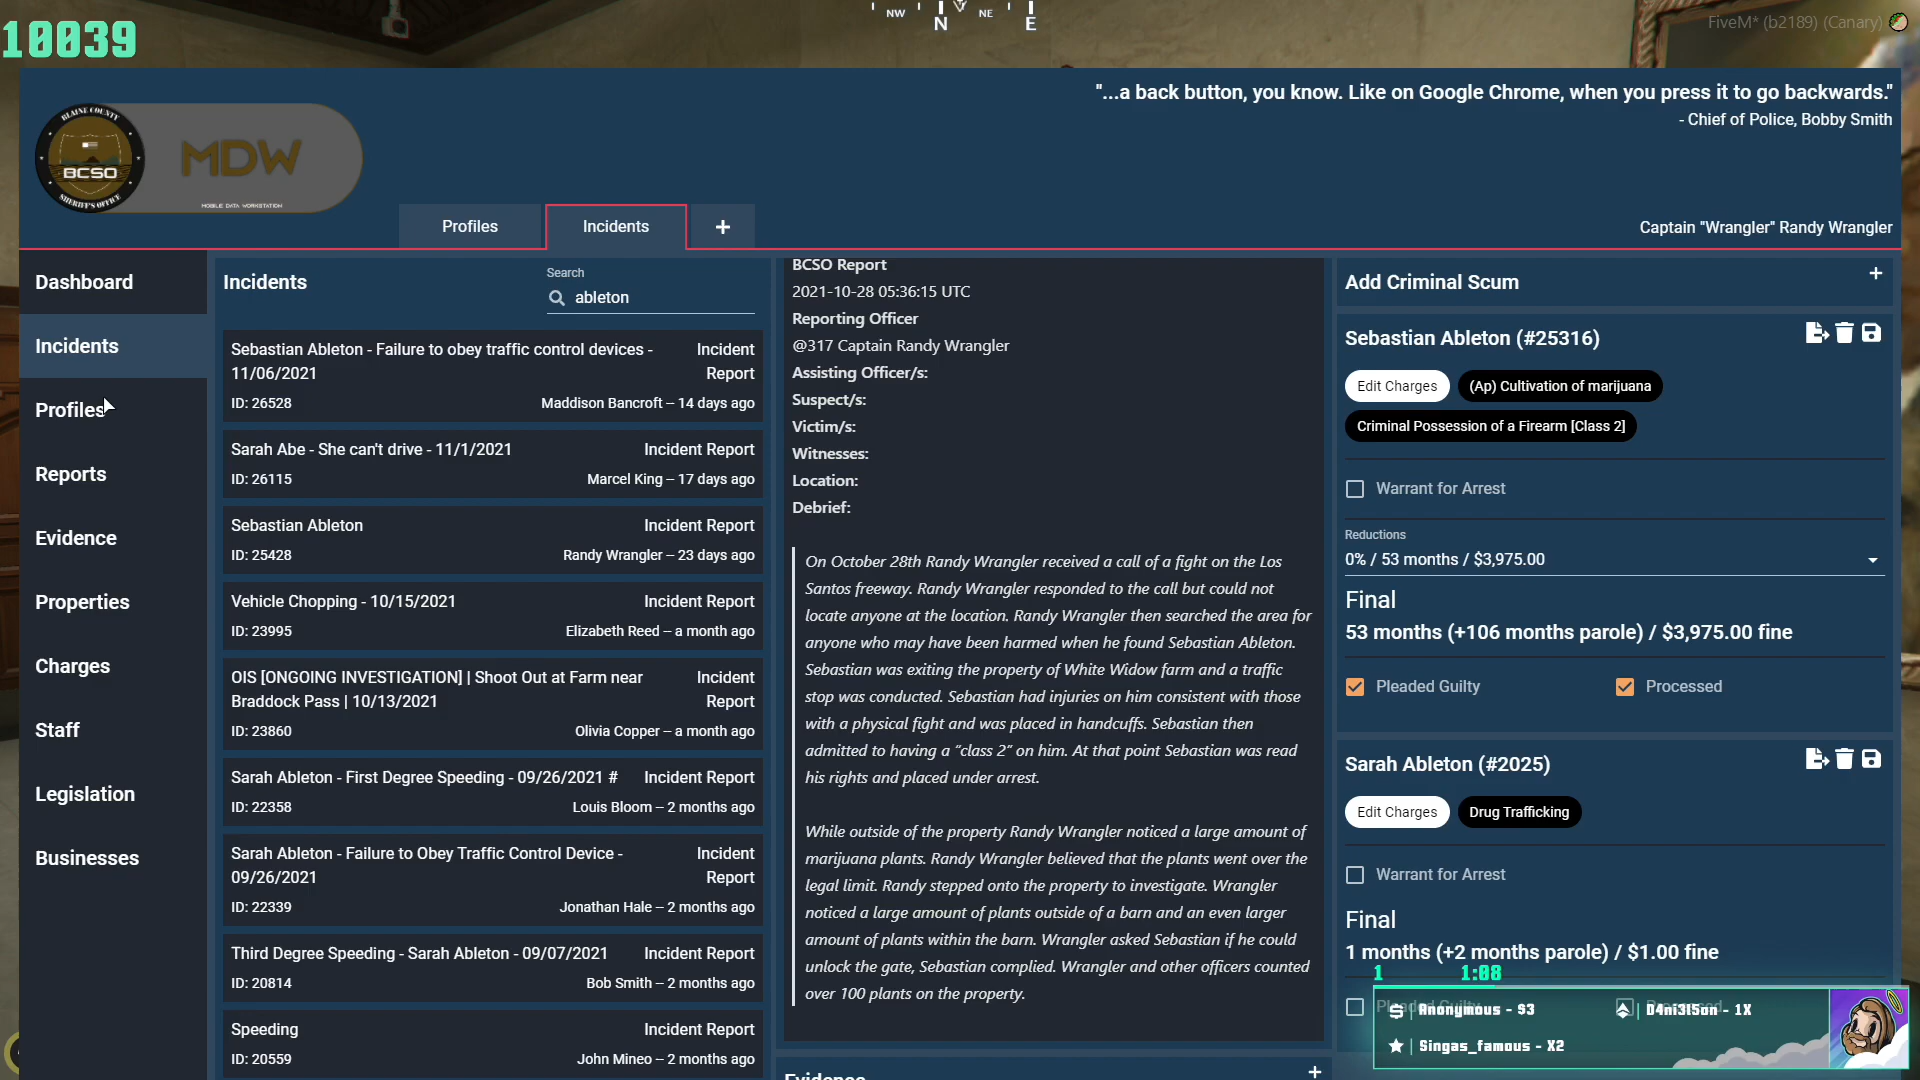 NW
N
NE
E
10039
FiveM* (b2189) (Canary)
"...a back button, you know. Like on Google Chrome, when you press it to go backwards."
- Chief of Police, Bobby Smith
BLAINE COUNTY
BCSO
SHERIFF'S OFFICE
MDW
MOBILE DATA WORKSTATION
Profiles
Incidents
+
Captain "Wrangler" Randy Wrangler
Dashboard
Incidents
Profiles
Reports
Evidence
Properties
Charges
Staff
Legislation
Businesses
Incidents
Search
ableton
Sebastian Ableton - Failure to obey traffic control devices - 11/06/2021
Incident Report
ID: 26528
Maddison Bancroft – 14 days ago
Sarah Abe - She can't drive - 11/1/2021
Incident Report
ID: 26115
Marcel King – 17 days ago
Sebastian Ableton
Incident Report
ID: 25428
Randy Wrangler – 23 days ago
Vehicle Chopping - 10/15/2021
Incident Report
ID: 23995
Elizabeth Reed – a month ago
OIS [ONGOING INVESTIGATION] | Shoot Out at Farm near Braddock Pass | 10/13/2021
Incident Report
ID: 23860
Olivia Copper – a month ago
Sarah Ableton - First Degree Speeding - 09/26/2021 #
Incident Report
ID: 22358
Louis Bloom – 2 months ago
Sarah Ableton - Failure to Obey Traffic Control Device - 09/26/2021
Incident Report
ID: 22339
Jonathan Hale – 2 months ago
Third Degree Speeding - Sarah Ableton - 09/07/2021
Incident Report
ID: 20814
Bob Smith – 2 months ago
Speeding
Incident Report
ID: 20559
John Mineo – 2 months ago
BCSO Report
2021-10-28 05:36:15 UTC
Reporting Officer
@317 Captain Randy Wrangler
Assisting Officer/s:
Suspect/s:
Victim/s:
Witnesses:
Location:
Debrief:
On October 28th Randy Wrangler received a call of a fight on the Los
Santos freeway. Randy Wrangler responded to the call but could not
locate anyone at the location. Randy Wrangler then searched the area for
anyone who may have been harmed when he found Sebastian Ableton.
Sebastian was exiting the property of White Widow farm and a traffic
stop was conducted. Sebastian had injuries on him consistent with those
with a physical fight and was placed in handcuffs. Sebastian then
admitted to having a “class 2” on him. At that point Sebastian was read
his rights and placed under arrest.
While outside of the property Randy Wrangler noticed a large amount of
marijuana plants. Randy Wrangler believed that the plants went over the
legal limit. Randy stepped onto the property to investigate. Wrangler
noticed a large amount of plants outside of a barn and an even larger
amount of plants within the barn. Wrangler asked Sebastian if he could
unlock the gate, Sebastian complied. Wrangler and other officers counted
over 100 plants on the property.
Evidence
+
Add Criminal Scum
+
Sebastian Ableton (#25316)
Edit Charges
(Ap) Cultivation of marijuana
Criminal Possession of a Firearm [Class 2]
Warrant for Arrest
Reductions
0% / 53 months / $3,975.00
Final
53 months (+106 months parole) / $3,975.00 fine
Pleaded Guilty
Processed
Sarah Ableton (#2025)
Edit Charges
Drug Trafficking
Warrant for Arrest
Final
1 months (+2 months parole) / $1.00 fine
1
1:08
Pleaded Guilty
Processed
Anonymous - $3
D4ni3l5on - 1X
Singas_famous - X2